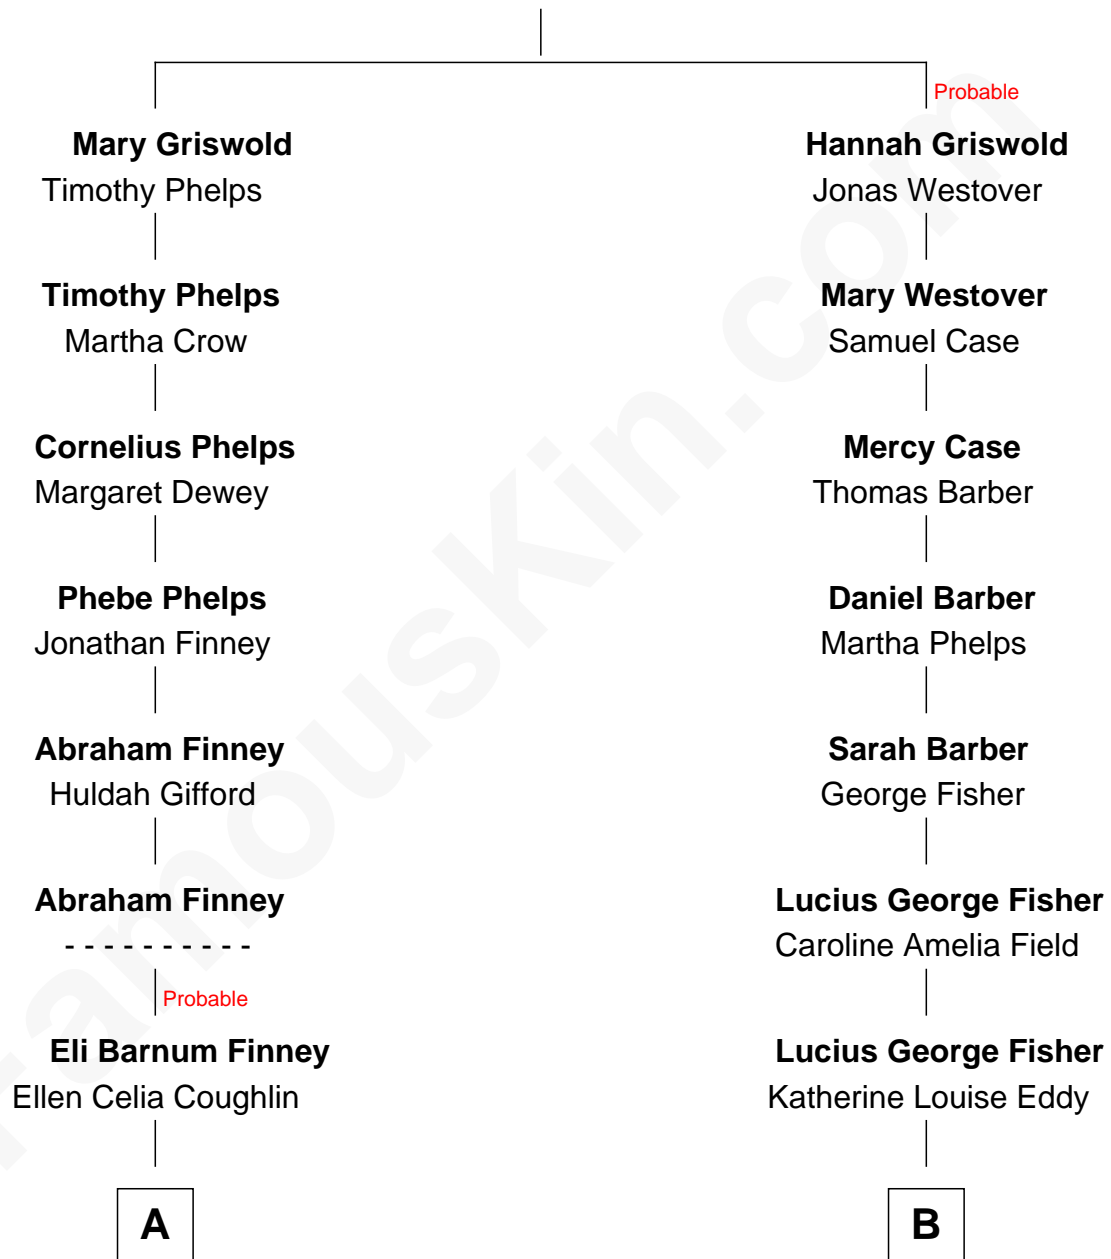 Probable
Mary Griswold
Timothy Phelps
Hannah Griswold
Jonas Westover
Timothy Phelps
Martha Crow
Mary Westover
Samuel Case
Cornelius Phelps
Margaret Dewey
Mercy Case
Thomas Barber
Phebe Phelps
Jonathan Finney
Daniel Barber
Martha Phelps
Abraham Finney
Huldah Gifford
Sarah Barber
George Fisher
Abraham Finney
- - - - - - - - - -
Lucius George Fisher
Caroline Amelia Field
Probable
Eli Barnum Finney
Ellen Celia Coughlin
Lucius George Fisher
Katherine Louise Eddy
A
B
FamousKin.com